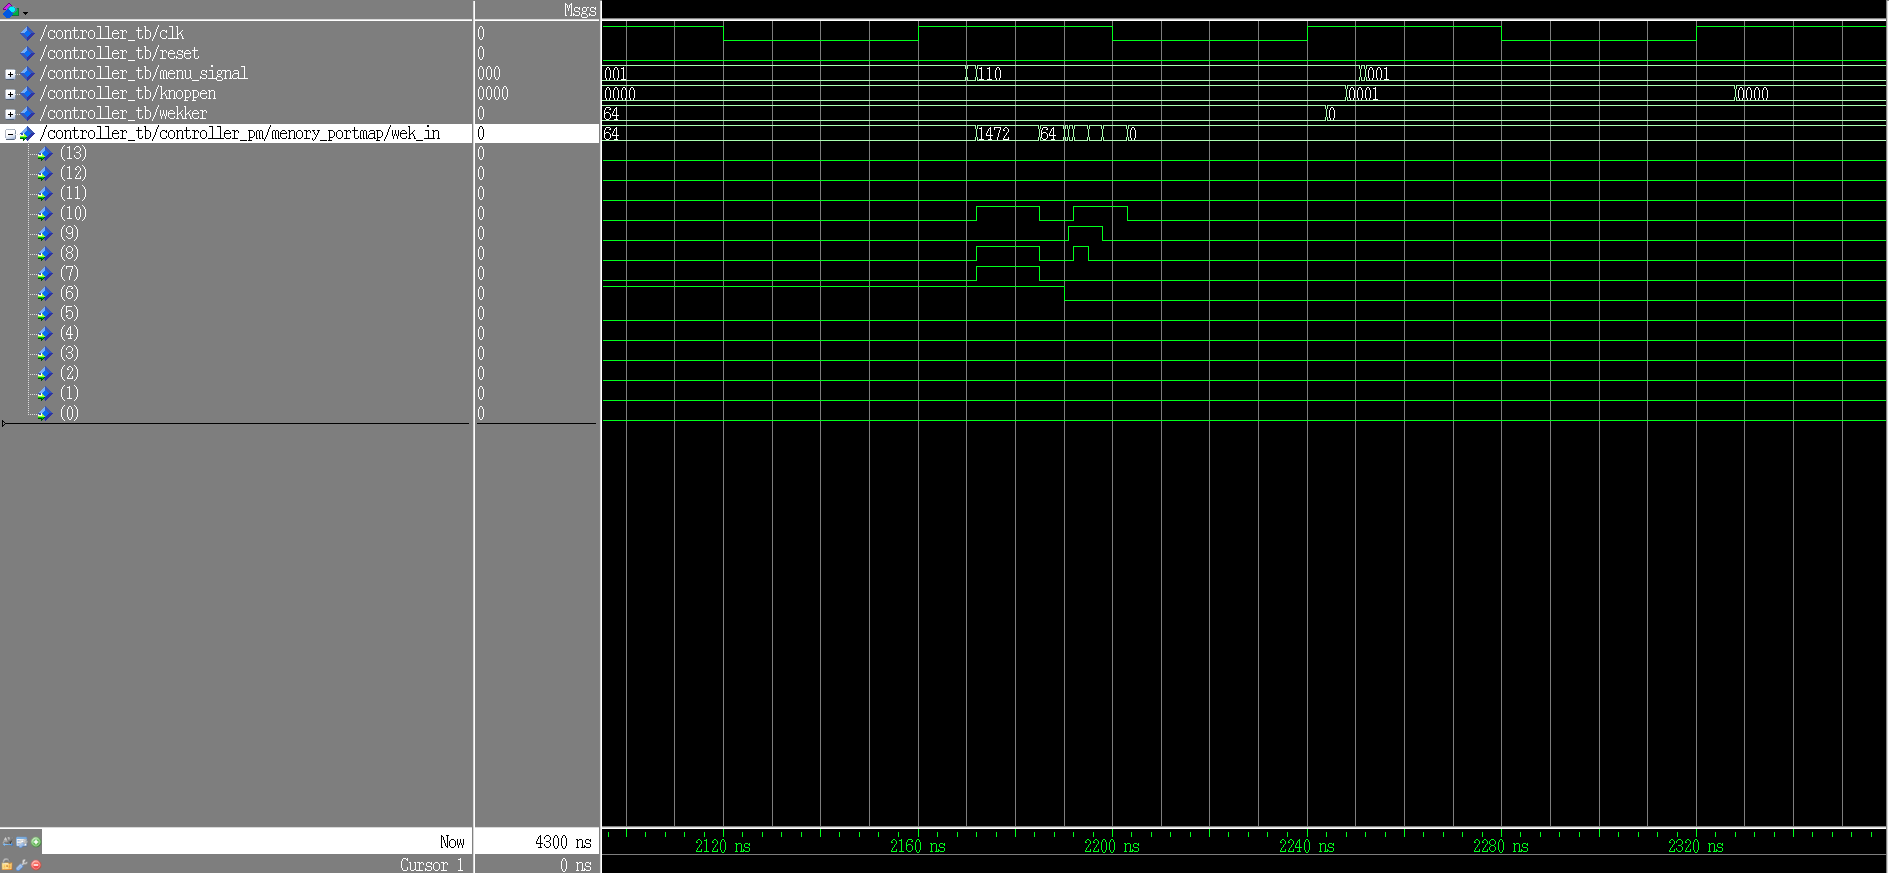 Msgs
/controller_tb/clk 0
/controller_tb/reset 0
/controller_tb/menu_signal 000 001 110 001
/controller_tb/knoppen 0000 0000 0001 0000
/controller_tb/wekker 0 64 0
/controller_tb/controller_pm/menory_portmap/wek_in 0 64 1472 64 0
(13) 0
(12) 0
(11) 0
(10) 0
(9) 0
(8) 0
(7) 0
(6) 0
(5) 0
(4) 0
(3) 0
(2) 0
(1) 0
(0) 0
Now 4300 ns 2120 ns 2160 ns 2200 ns 2240 ns 2280 ns 2320 ns
Cursor 1 0 ns